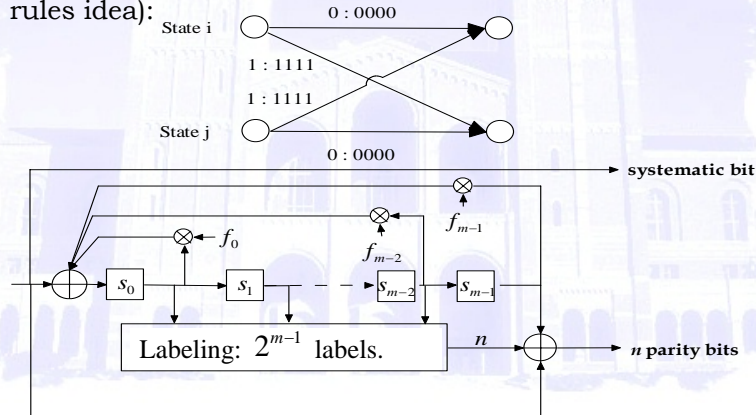 rules idea):
0 : 0000
State i
1 : 1111
1 : 1111
State j
0 : 0000
systematic bit
f_{m-1}
f_0
f_{m-2}
s_0
s_1
s_{m-2}
s_{m-1}
Labeling: 2^{m-1} labels.
n
n parity bits